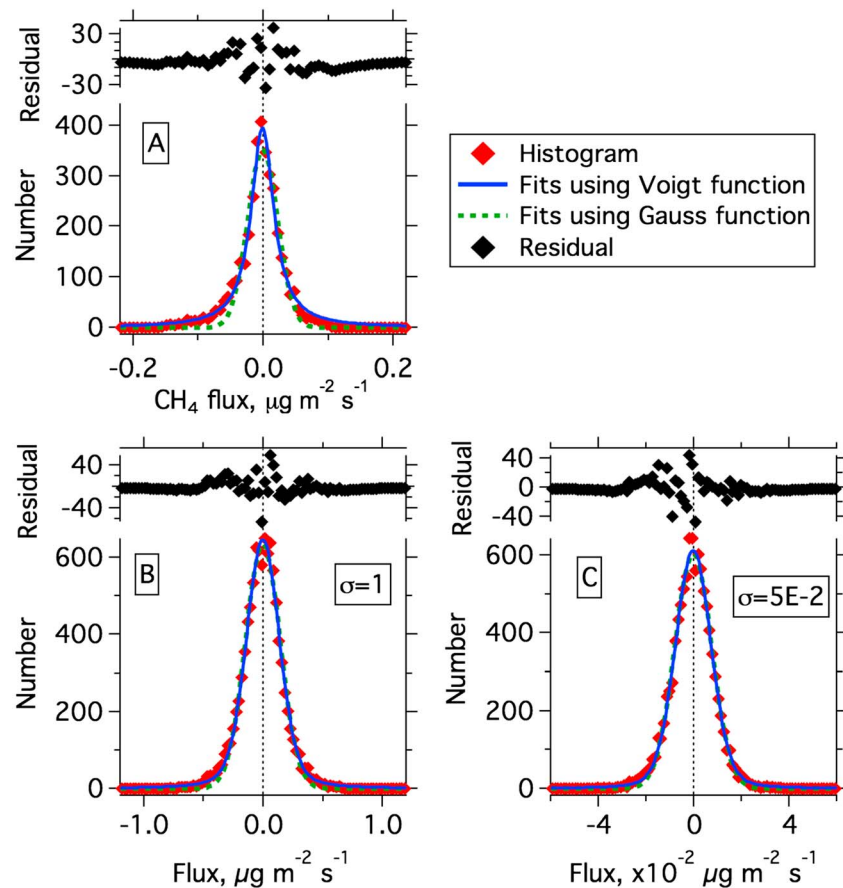 Residual
30
-30
A
Number
400
300
200
100
0
-0.2 0.0 0.2
CH₄ flux, μg m⁻² s⁻¹
Histogram
Fits using Voigt function
Fits using Gauss function
Residual
Residual
40
0
-40
B
σ=1
Number
600
400
200
0
-1.0 0.0 1.0
Flux, μg m⁻² s⁻¹
Residual
40
0
-40
C
σ=5E-2
Number
600
400
200
0
-4 0 4
Flux, x10⁻² μg m⁻² s⁻¹